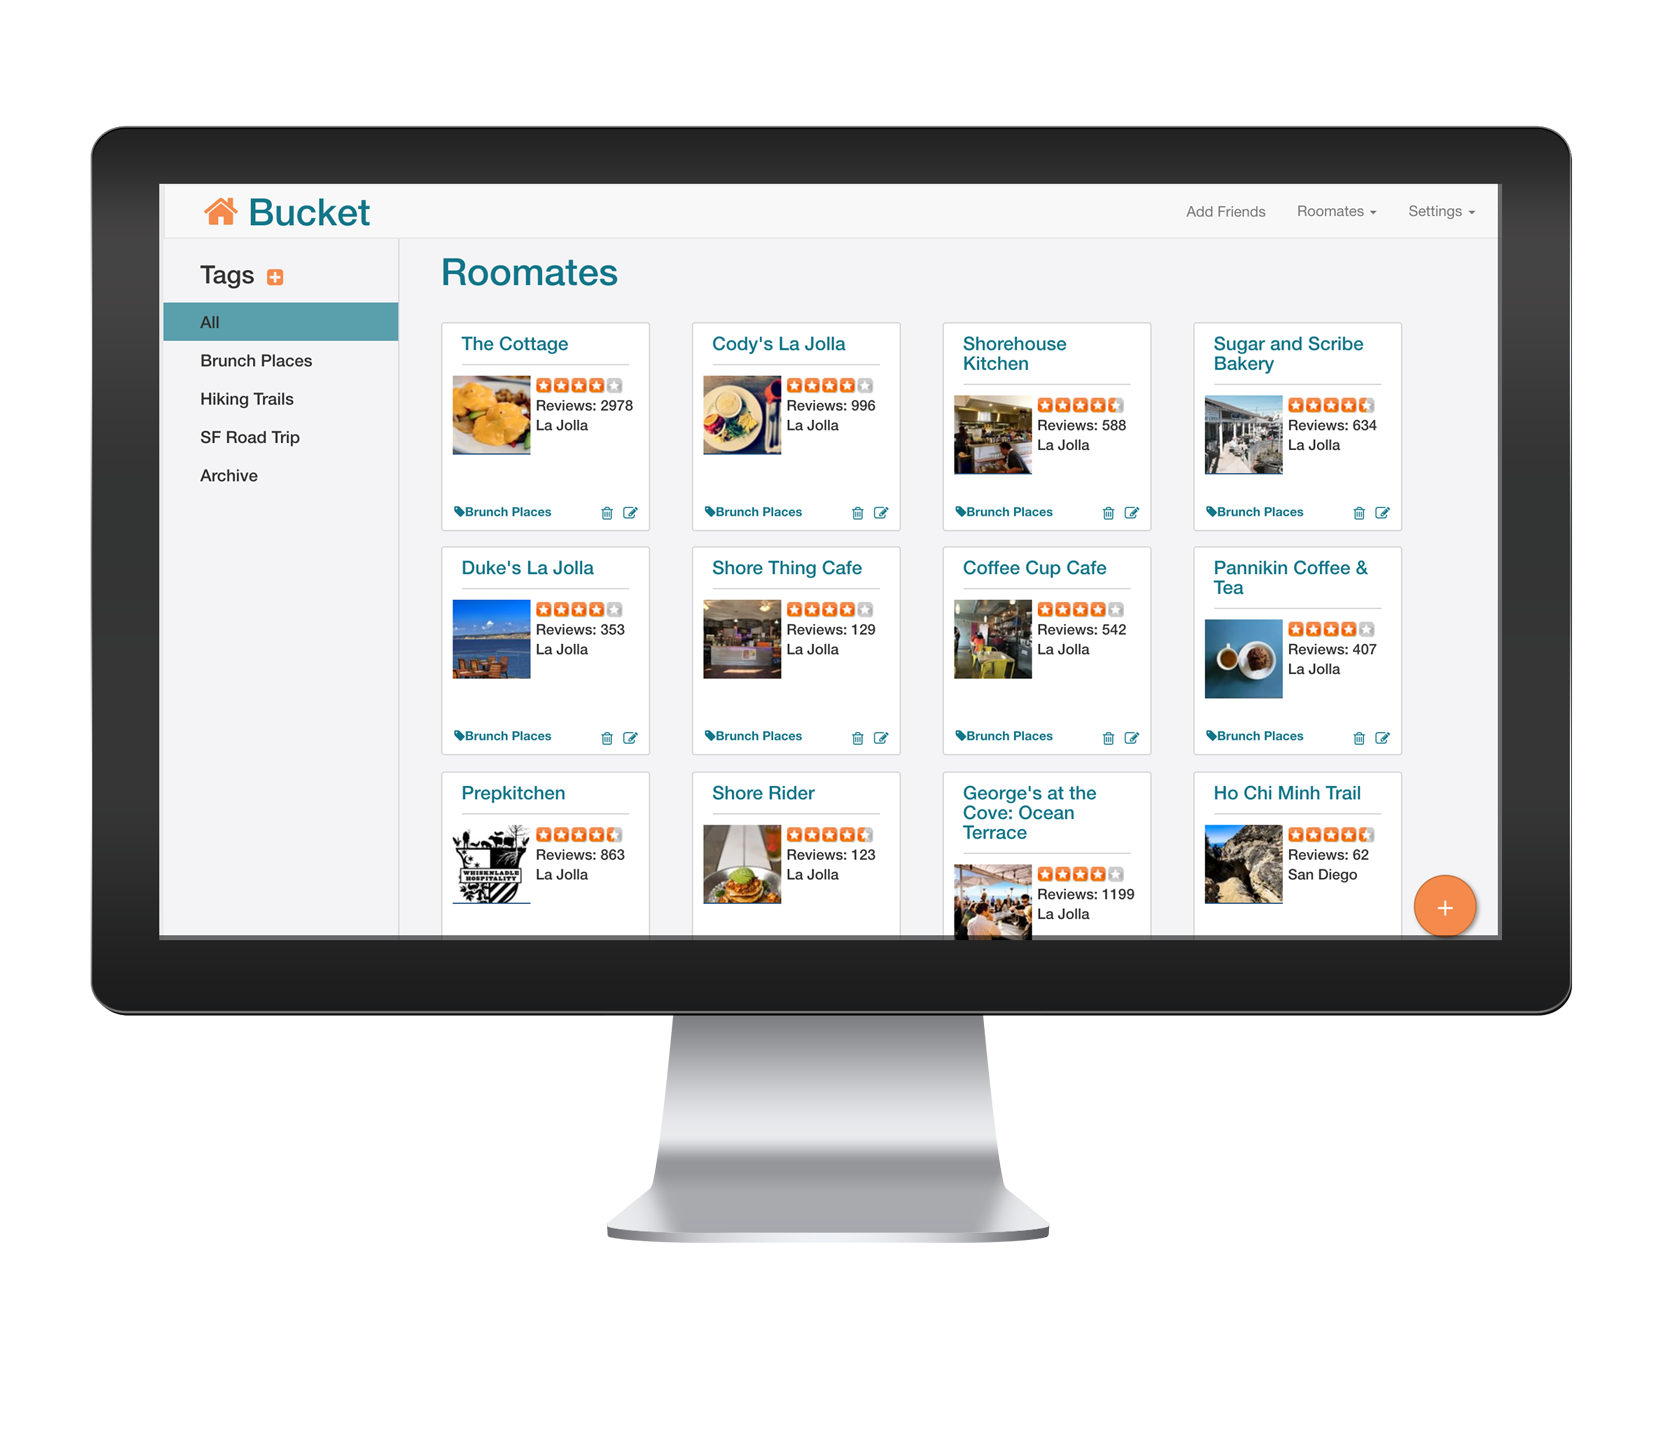 Bucket
Add Friends
Roomates
Settings
Tags
All
Brunch Places
Hiking Trails
SF Road Trip
Archive
Roomates
The Cottage
Reviews: 2978
La Jolla
Brunch Places
Cody's La Jolla
Reviews: 996
La Jolla
Brunch Places
Shorehouse
Kitchen
Reviews: 588
La Jolla
Brunch Places
Sugar and Scribe
Bakery
Reviews: 634
La Jolla
Brunch Places
Duke's La Jolla
Reviews: 353
La Jolla
Brunch Places
Shore Thing Cafe
Reviews: 129
La Jolla
Brunch Places
Coffee Cup Cafe
Reviews: 542
La Jolla
Brunch Places
Pannikin Coffee &
Tea
Reviews: 407
La Jolla
Brunch Places
Prepkitchen
WHISKNLADLE
HOSPITALITY
Reviews: 863
La Jolla
Shore Rider
Reviews: 123
La Jolla
George's at the
Cove: Ocean
Terrace
Reviews: 1199
La Jolla
Ho Chi Minh Trail
Reviews: 62
San Diego
+